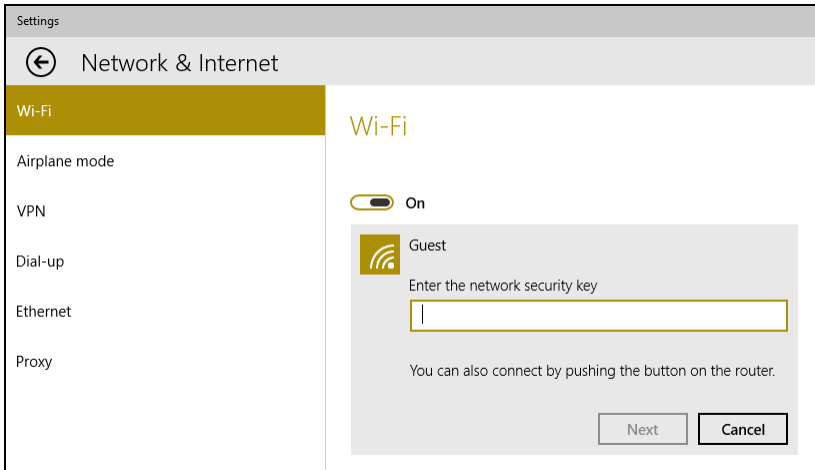 Settings
Network & Internet
Wi-Fi
Airplane mode
VPN
Dial-up
Ethernet
Proxy
Wi-Fi
On
Guest
Enter the network security key
You can also connect by pushing the button on the router.
Next
Cancel